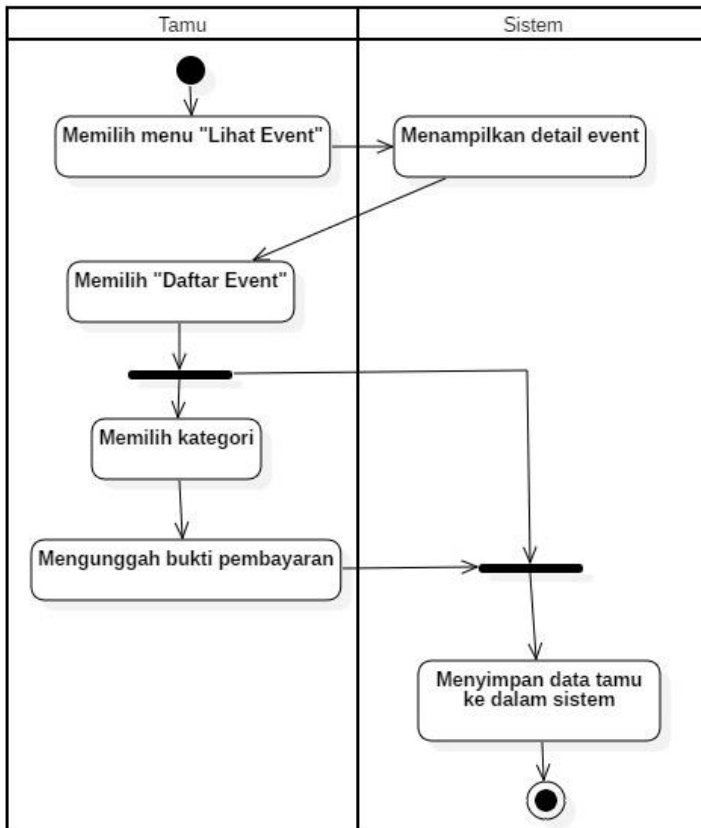 Tamu
Sistem
Memilih menu "Lihat Event"
Menampilkan detail event
Memilih "Daftar Event"
Memilih kategori
Mengunggah bukti pembayaran
Menyimpan data tamu
ke dalam sistem